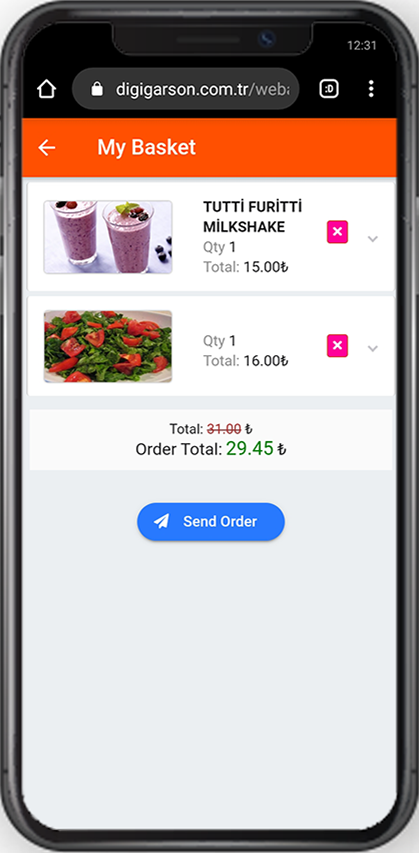 12:31
digigarson.com.tr/weba
:D
My Basket
TUTTİ FURİTTİ
MİLKSHAKE
Qty 1
Total: 15.00₺
Qty 1
Total: 16.00₺
Total: 31.00 ₺
Order Total: 29.45 ₺
Send Order